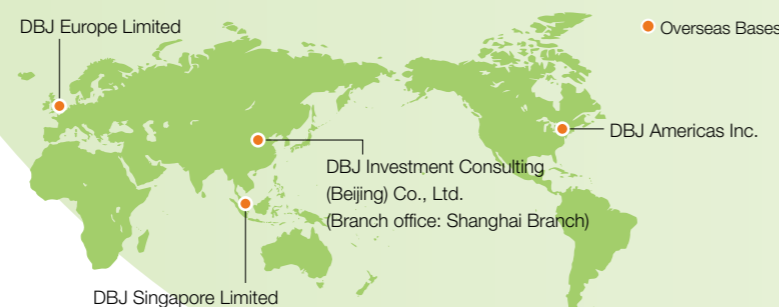 DBJ Europe Limited
Overseas Bases
DBJ Americas Inc.
DBJ Investment Consulting
(Beijing) Co., Ltd.
(Branch office: Shanghai Branch)
DBJ Singapore Limited